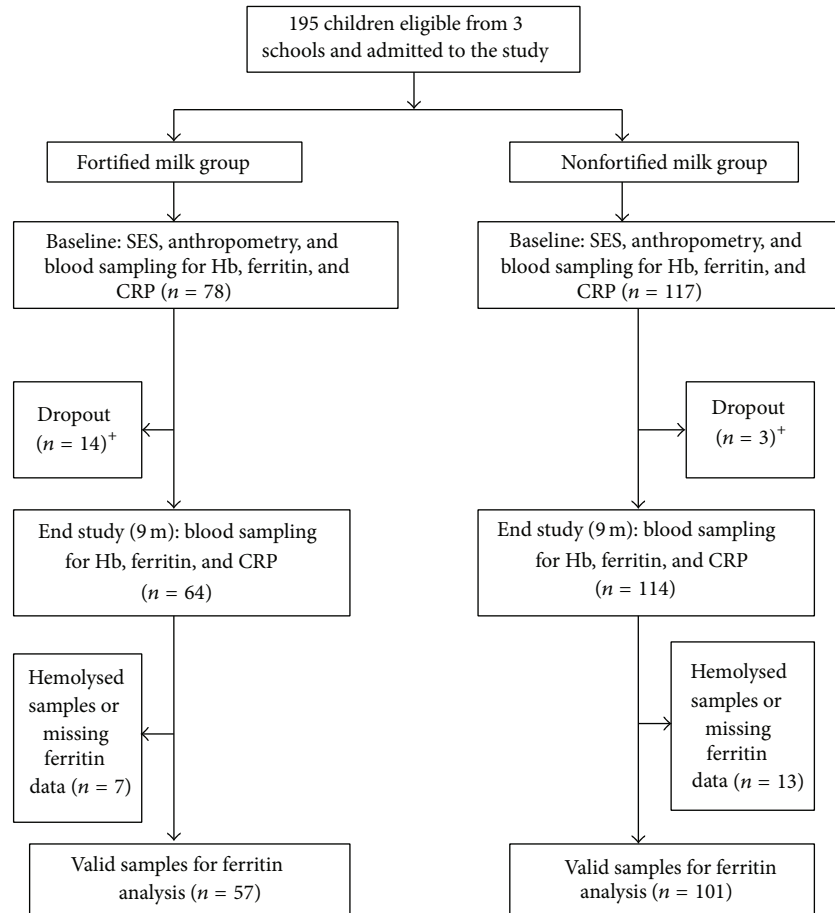 195 children eligible from 3
schools and admitted to the study
Fortified milk group
Nonfortified milk group
Baseline: SES, anthropometry, and
blood sampling for Hb, ferritin, and
CRP (n = 78)
Baseline: SES, anthropometry, and
blood sampling for Hb, ferritin, and
CRP (n = 117)
Dropout
(n = 14)+
Dropout
(n = 3)+
End study (9 m): blood sampling
for Hb, ferritin, and CRP
(n = 64)
End study (9 m): blood sampling
for Hb, ferritin, and CRP
(n = 114)
Hemolysed
samples or
missing
ferritin
data (n = 7)
Hemolysed
samples or
missing
ferritin
data (n = 13)
Valid samples for ferritin
analysis (n = 57)
Valid samples for ferritin
analysis (n = 101)